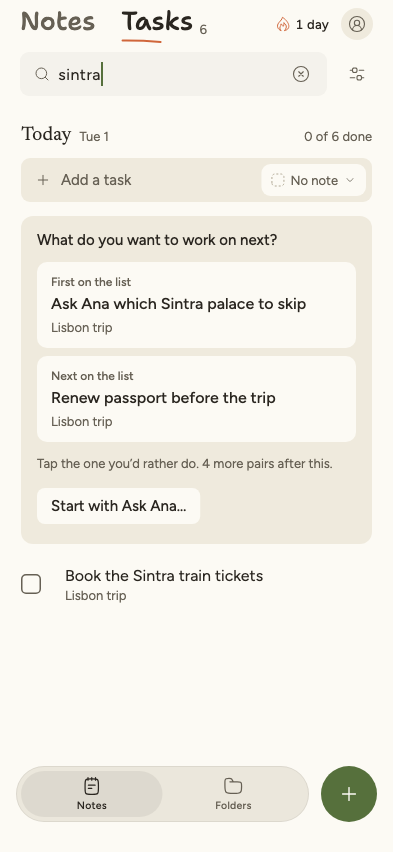 Notes Tasks 6 1 day
sintra
Today Tue 1 0 of 6 done
Add a task No note
What do you want to work on next?
First on the list
Ask Ana which Sintra palace to skip
Lisbon trip
Next on the list
Renew passport before the trip
Lisbon trip
Tap the one you’d rather do. 4 more pairs after this.
Start with Ask Ana…
Book the Sintra train tickets
Lisbon trip
Notes Folders